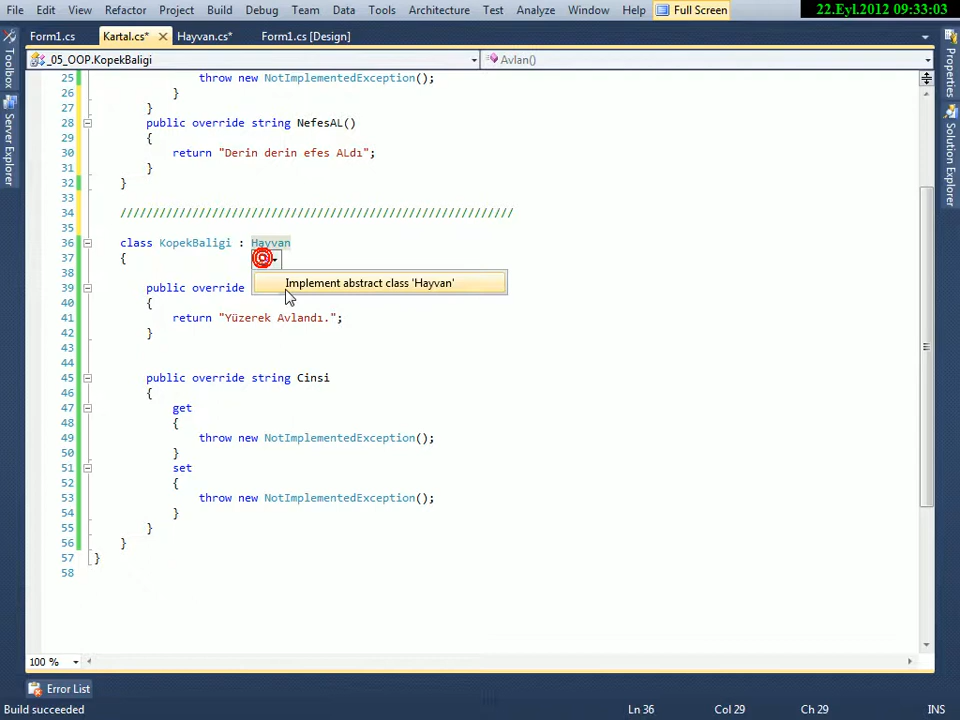 File Edit View Refactor Project Build Debug Team Data Tools Architecture Test Analyze Window Help Full Screen 22.Eyl.2012 09:33:03
Form1.cs Kartal.cs* Hayvan.cs* Form1.cs [Design]
_05_OOP.KopekBaligi Avlan()
Toolbox
Server Explorer
Properties
Solution Explorer
25 throw new NotImplementedException();
26 }
27 }
28 public override string NefesAL()
29 {
30 return "Derin derin efes ALdı";
31 }
32 }
33
34 ////////////////////////////////////////////////////////////
35
36 class KopekBaligi : Hayvan
37 {
38 Implement abstract class 'Hayvan'
39 public override
40 {
41 return "Yüzerek Avlandı.";
42 }
43
44
45 public override string Cinsi
46 {
47 get
48 {
49 throw new NotImplementedException();
50 }
51 set
52 {
53 throw new NotImplementedException();
54 }
55 }
56 }
57 }
58
100 %
Error List
Build succeeded Ln 36 Col 29 Ch 29 INS